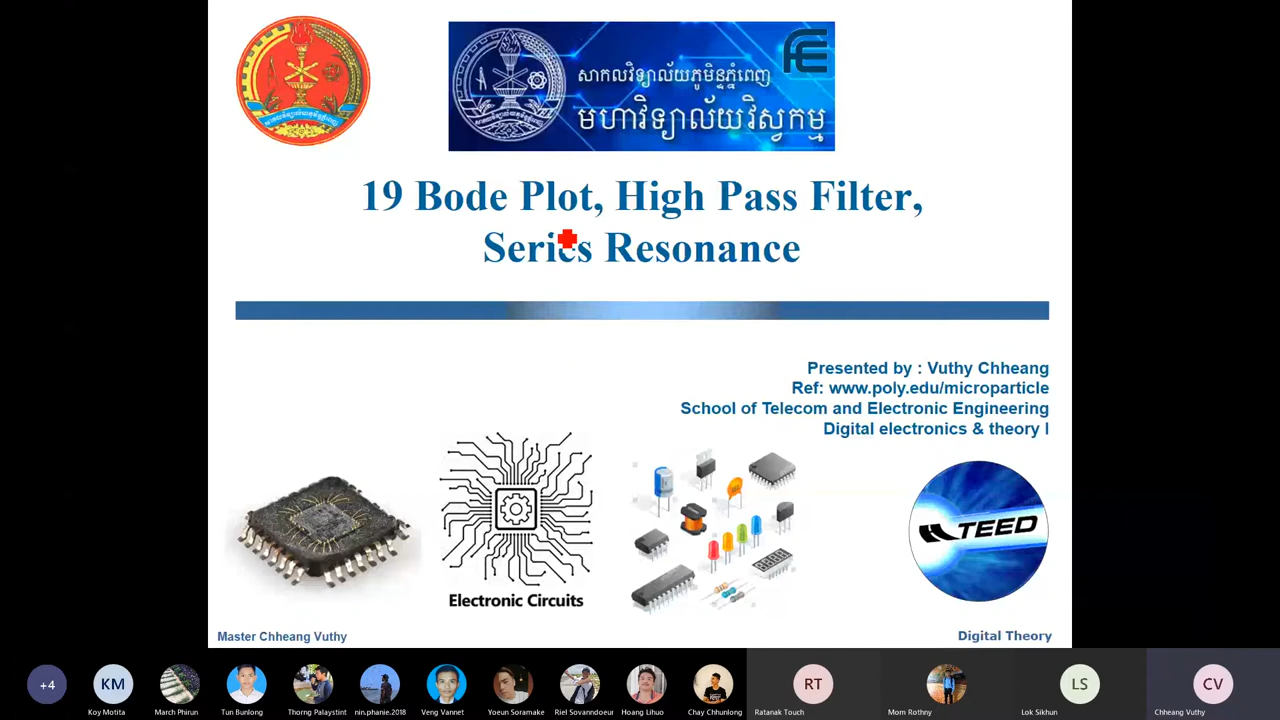 សាកលវិទ្យាល័យភូមិន្ទភ្នំពេញ
មហាវិទ្យាល័យវិស្វកម្ម
19 Bode Plot, High Pass Filter,
Series Resonance
Presented by : Vuthy Chheang
Ref: www.poly.edu/microparticle
School of Telecom and Electronic Engineering
Digital electronics & theory I
TEED
Electronic Circuits
Master Chheang Vuthy
Digital Theory
+4
KM
RT
LS
CV
Koy Motita
March Phirun
Tun Bunlong
Thorng Palaystint
nin.phanie.2018
Veng Vannet
Yoeun Soramake
Riel Sovanndoeur
Hoang Lihuo
Chay Chhunlong
Ratanak Touch
Mom Rothny
Lok Sikhun
Chheang Vuthy